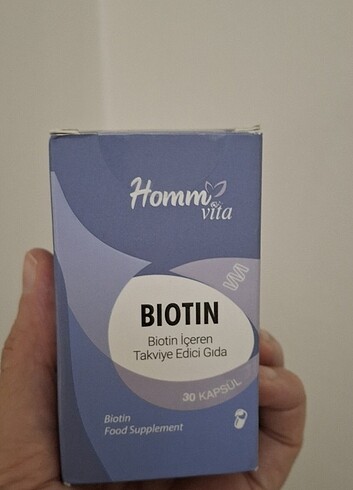 Homm
vita
BIOTIN
Biotin İçeren
Takviye Edici Gıda
30 KAPSÜL
Biotin
Food Supplement